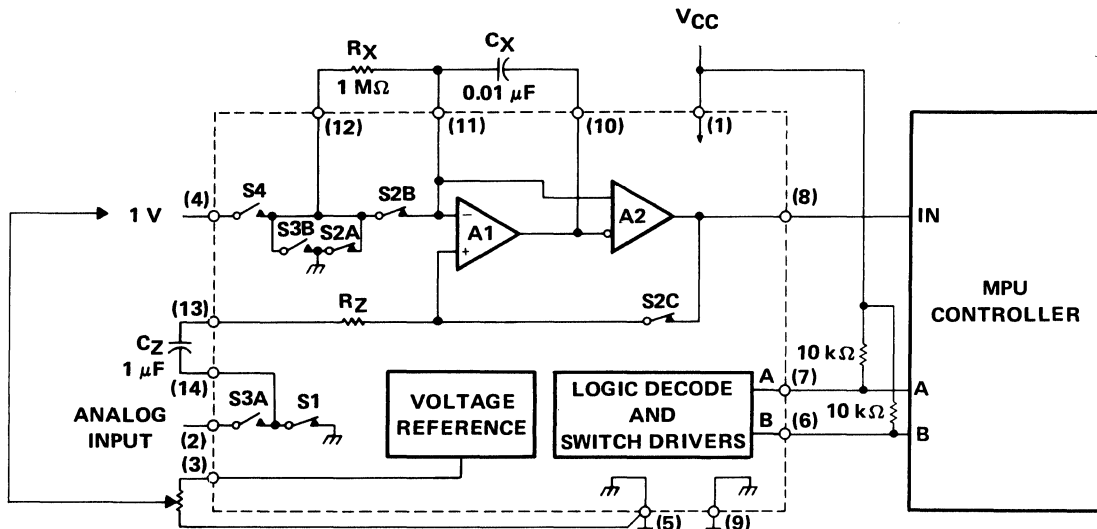 VCC
RX
1 MΩ
CX
0.01 μF
(12)
(11)
(10)
(1)
(4)
1 V
S4
S2B
S3B
S2A
−
A1
+
A2
(8)
IN
MPU
CONTROLLER
(13)
RZ
S2C
CZ
1 μF
(14)
10 kΩ
ANALOG
INPUT
S3A
S1
(2)
(3)
VOLTAGE
REFERENCE
LOGIC DECODE
AND
SWITCH DRIVERS
A
(7)
A
10 kΩ
B
(6)
B
(5)
(9)